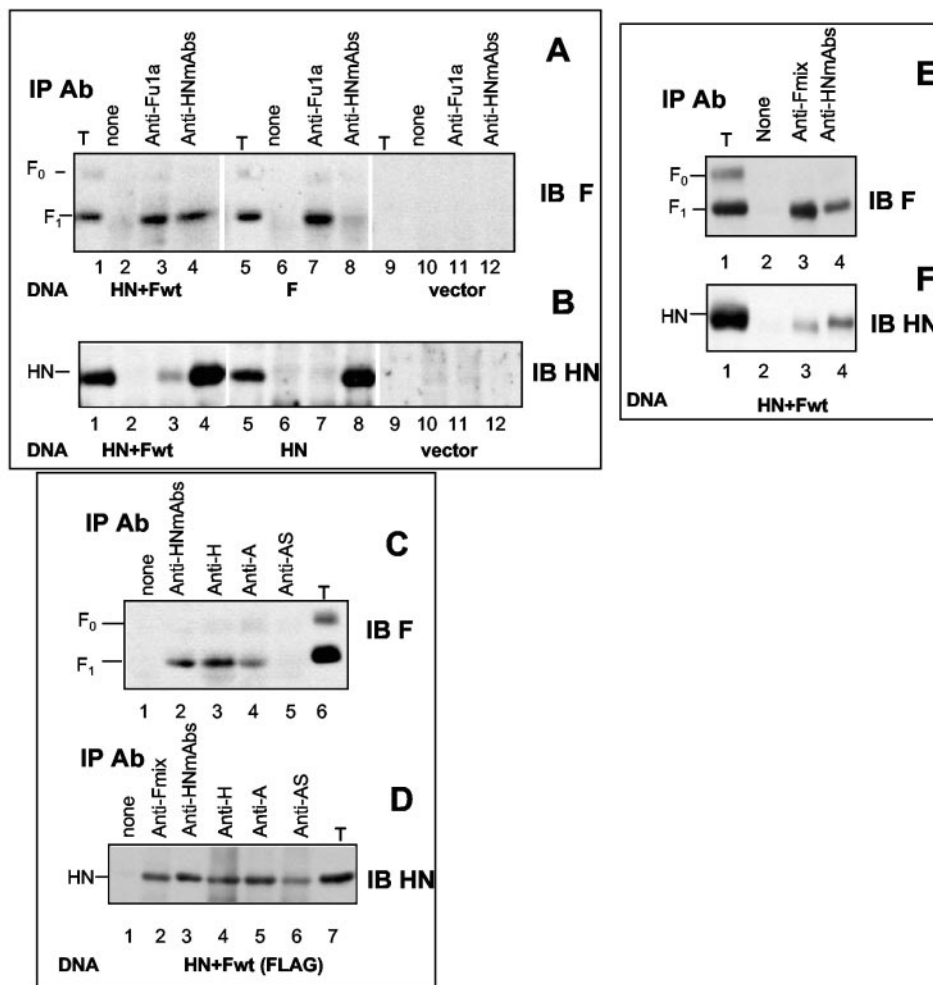 A
IP Ab
T none Anti-Fu1a Anti-HNmAbs T none Anti-Fu1a Anti-HNmAbs T none Anti-Fu1a Anti-HNmAbs
F0
F1
IB F
1 2 3 4 5 6 7 8 9 10 11 12
DNA HN+Fwt F vector
B
HN
IB HN
1 2 3 4 5 6 7 8 9 10 11 12
DNA HN+Fwt HN vector
E
IP Ab
T None Anti-Fmix Anti-HNmAbs
F0
F1
IB F
1 2 3 4
F
HN
IB HN
1 2 3 4
DNA HN+Fwt
C
IP Ab
none Anti-HNmAbs Anti-H Anti-A Anti-AS T
F0
F1
IB F
1 2 3 4 5 6
D
IP Ab
none Anti-Fmix Anti-HNmAbs Anti-H Anti-A Anti-AS T
HN
IB HN
1 2 3 4 5 6 7
DNA HN+Fwt (FLAG)